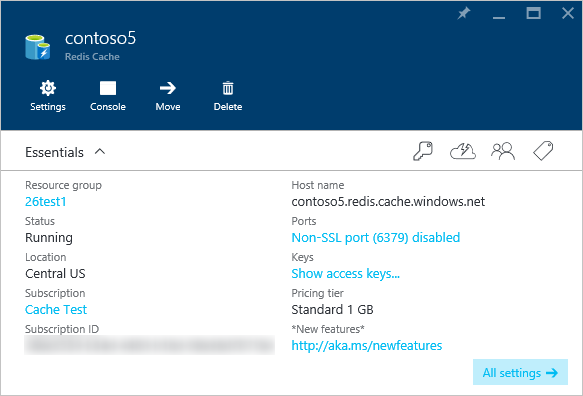 contoso5
Redis Cache
Settings
Console
Move
Delete
Essentials
Resource group
26test1
Status
Running
Location
Central US
Subscription
Cache Test
Subscription ID
Host name
contoso5.redis.cache.windows.net
Ports
Non-SSL port (6379) disabled
Keys
Show access keys...
Pricing tier
Standard 1 GB
*New features*
http://aka.ms/newfeatures
All settings